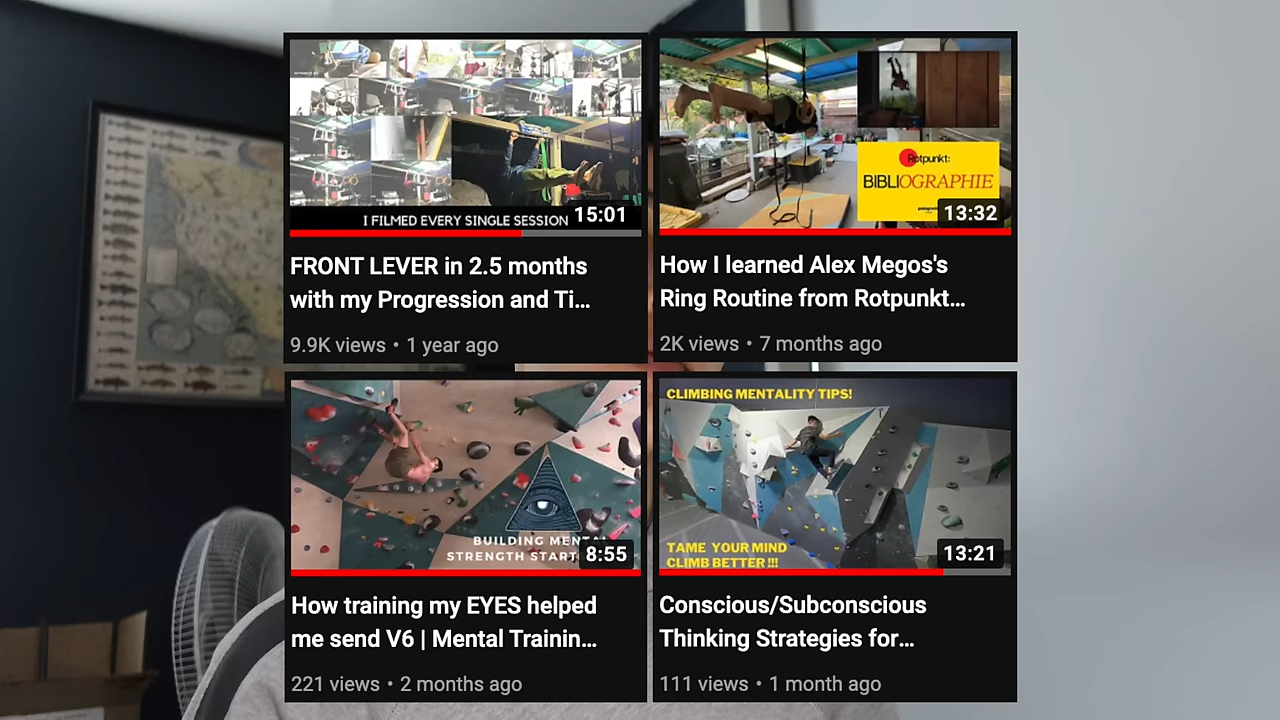 I FILMED EVERY SINGLE SESSION
15:01
FRONT LEVER in 2.5 months
with my Progression and Ti...
9.9K views • 1 year ago
Rotpunkt:
BIBLIOGRAPHIE
13:32
How I learned Alex Megos's
Ring Routine from Rotpunkt...
2K views • 7 months ago
BUILDING MENTAL
STRENGTH START
8:55
How training my EYES helped
me send V6 | Mental Trainin...
221 views • 2 months ago
CLIMBING MENTALITY TIPS!
TAME YOUR MIND
CLIMB BETTER !!!
13:21
Conscious/Subconscious
Thinking Strategies for...
111 views • 1 month ago